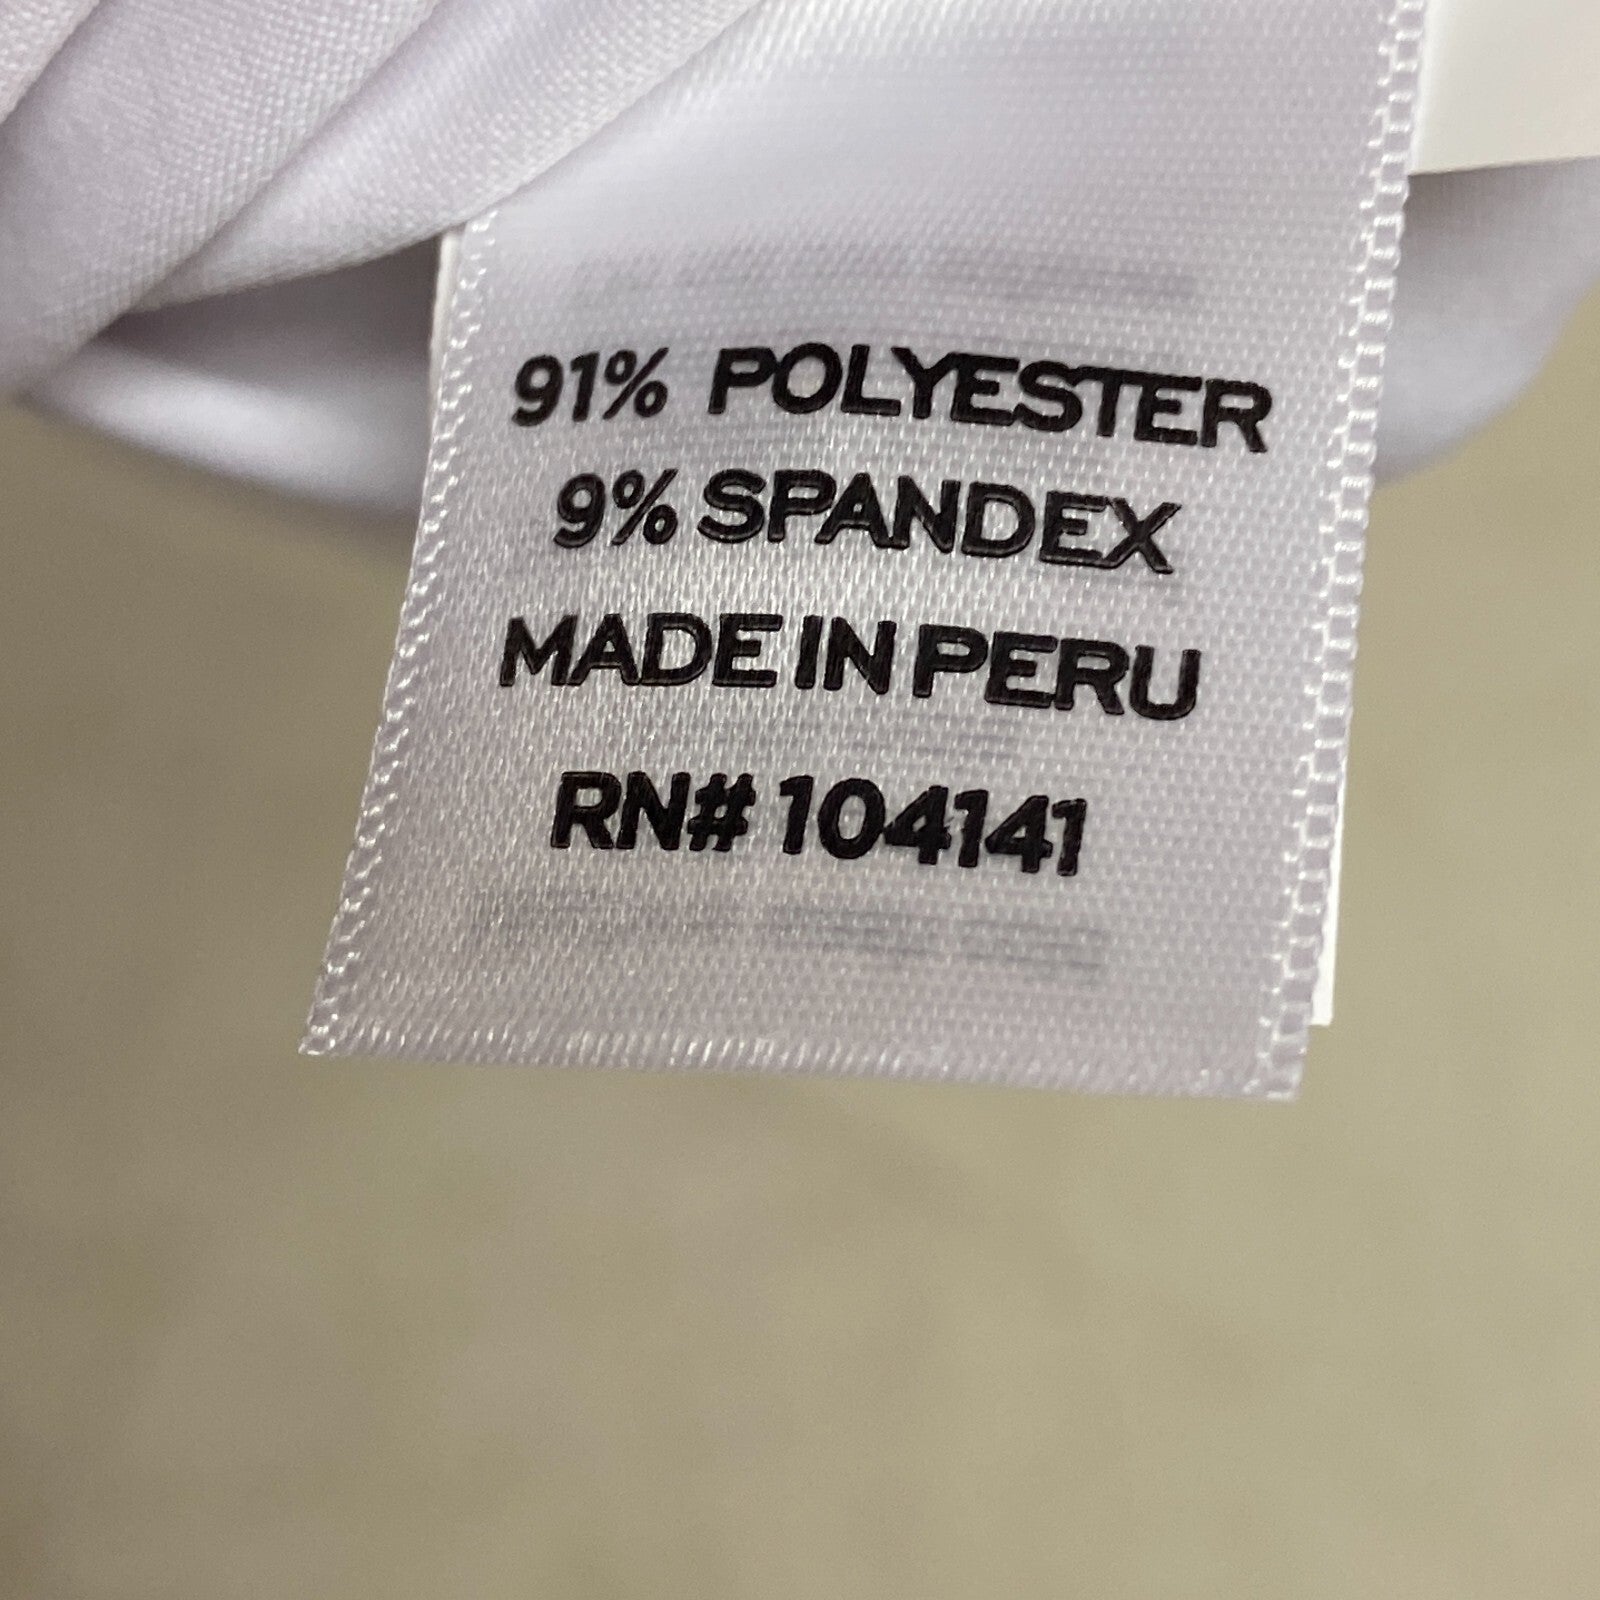 91% POLYESTER
9% SPANDEX
MADE IN PERU
RN# 104141